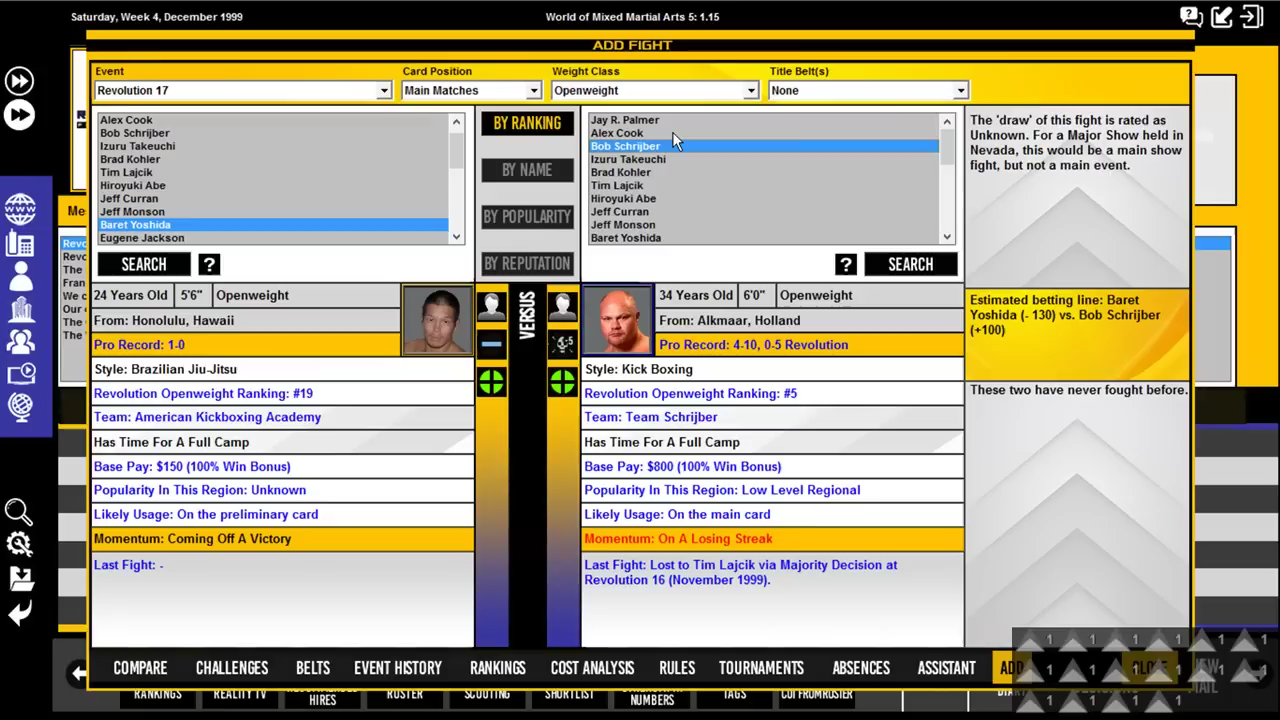 Saturday, Week 4, December 1999
World of Mixed Martial Arts 5: 1.15
ADD FIGHT
Event
Card Position
Weight Class
Title Belt(s)
Revolution 17
Main Matches
Openweight
None
Alex Cook
Bob Schrijber
Izuru Takeuchi
Brad Kohler
Tim Lajcik
Hiroyuki Abe
Jeff Curran
Jeff Monson
Baret Yoshida
Eugene Jackson
BY RANKING
BY NAME
BY POPULARITY
BY REPUTATION
Jay R. Palmer
Alex Cook
Bob Schrijber
Izuru Takeuchi
Brad Kohler
Tim Lajcik
Hiroyuki Abe
Jeff Curran
Jeff Monson
Baret Yoshida
The 'draw' of this fight is rated as
Unknown. For a Major Show held in
Nevada, this would be a main show
fight, but not a main event.
SEARCH
?
?
SEARCH
24 Years Old
5'6"
Openweight
From: Honolulu, Hawaii
Pro Record: 1-0
VERSUS
34 Years Old
6'0"
Openweight
From: Alkmaar, Holland
Pro Record: 4-10, 0-5 Revolution
Estimated betting line: Baret
Yoshida (- 130) vs. Bob Schrijber
(+100)
Style: Brazilian Jiu-Jitsu
Revolution Openweight Ranking: #19
Team: American Kickboxing Academy
Has Time For A Full Camp
Base Pay: $150 (100% Win Bonus)
Popularity In This Region: Unknown
Likely Usage: On the preliminary card
Momentum: Coming Off A Victory
Last Fight: -
Style: Kick Boxing
Revolution Openweight Ranking: #5
Team: Team Schrijber
Has Time For A Full Camp
Base Pay: $800 (100% Win Bonus)
Popularity In This Region: Low Level Regional
Likely Usage: On the main card
Momentum: On A Losing Streak
Last Fight: Lost to Tim Lajcik via Majority Decision at
Revolution 16 (November 1999).
These two have never fought before.
COMPARE
CHALLENGES
BELTS
EVENT HISTORY
RANKINGS
COST ANALYSIS
RULES
TOURNAMENTS
ABSENCES
ASSISTANT
ADD
CLOSE
RANKINGS
REALITY TV
HIRES
ROSTER
SCOUTING
SHORTLIST
NUMBERS
TAGS
MAIL
1 1 1 1
1 1 1 1